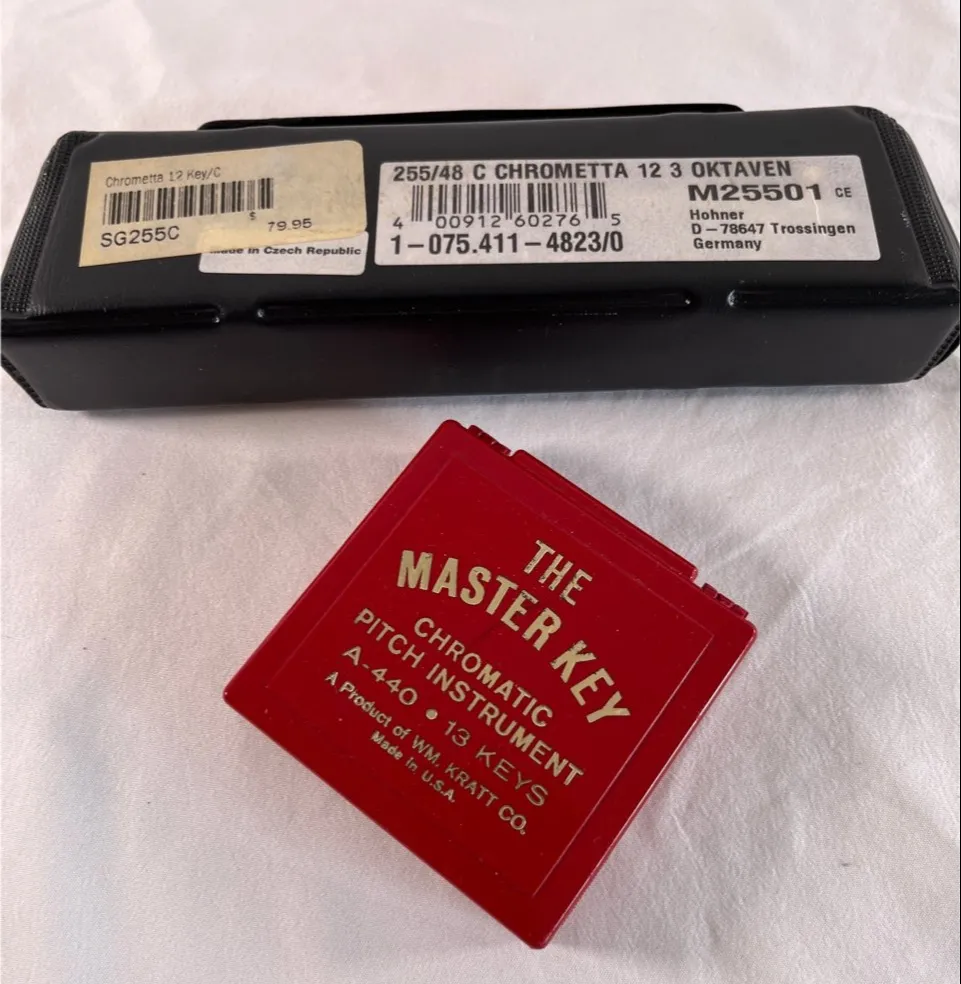 Chrometta 12 Key/C
$
79.95
SG255C
Made in Czech Republic
255/48 C CHROMETTA 12 3 OKTAVEN
4 00912 60276 5
M25501 CE
Hohner
D-78647 Trossingen
Germany
1-075.411-4823/0
THE
MASTER KEY
CHROMATIC
PITCH INSTRUMENT
A-440 • 13 KEYS
A Product of WM. KRATT CO.
Made in U.S.A.